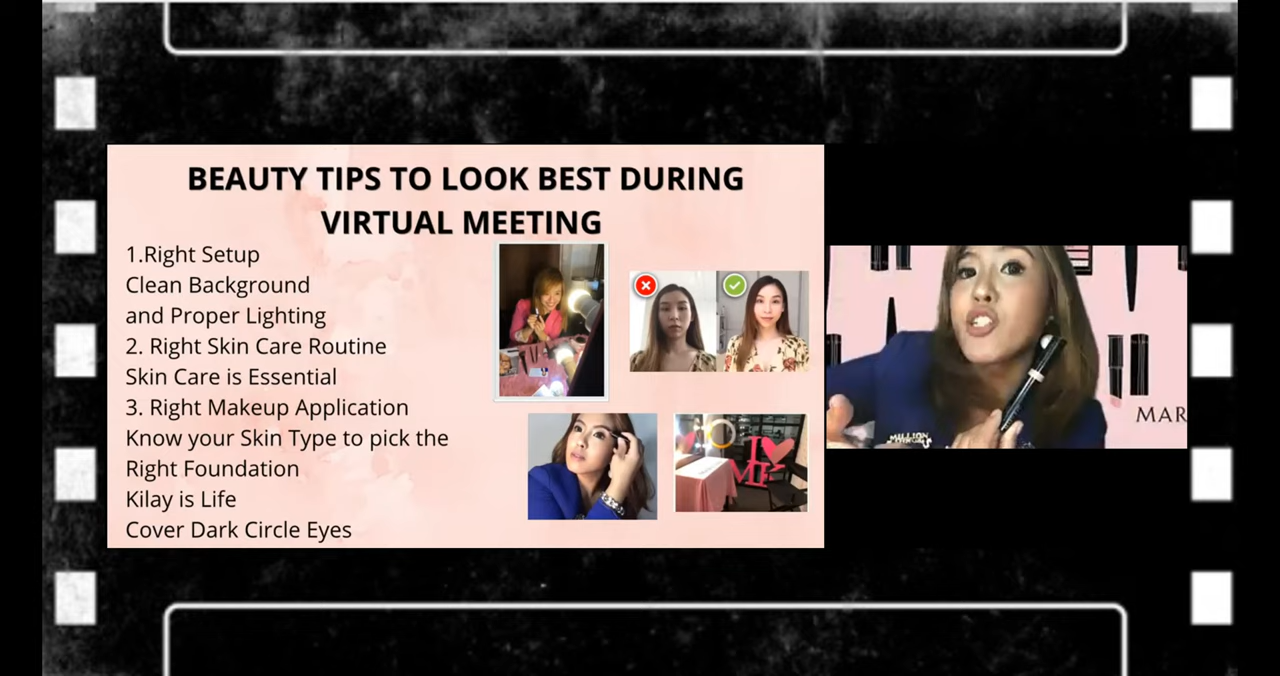 BEAUTY TIPS TO LOOK BEST DURING
VIRTUAL MEETING
1.Right Setup
Clean Background
and Proper Lighting
2. Right Skin Care Routine
Skin Care is Essential
3. Right Makeup Application
Know your Skin Type to pick the
Right Foundation
Kilay is Life
Cover Dark Circle Eyes
MAR
MILLION